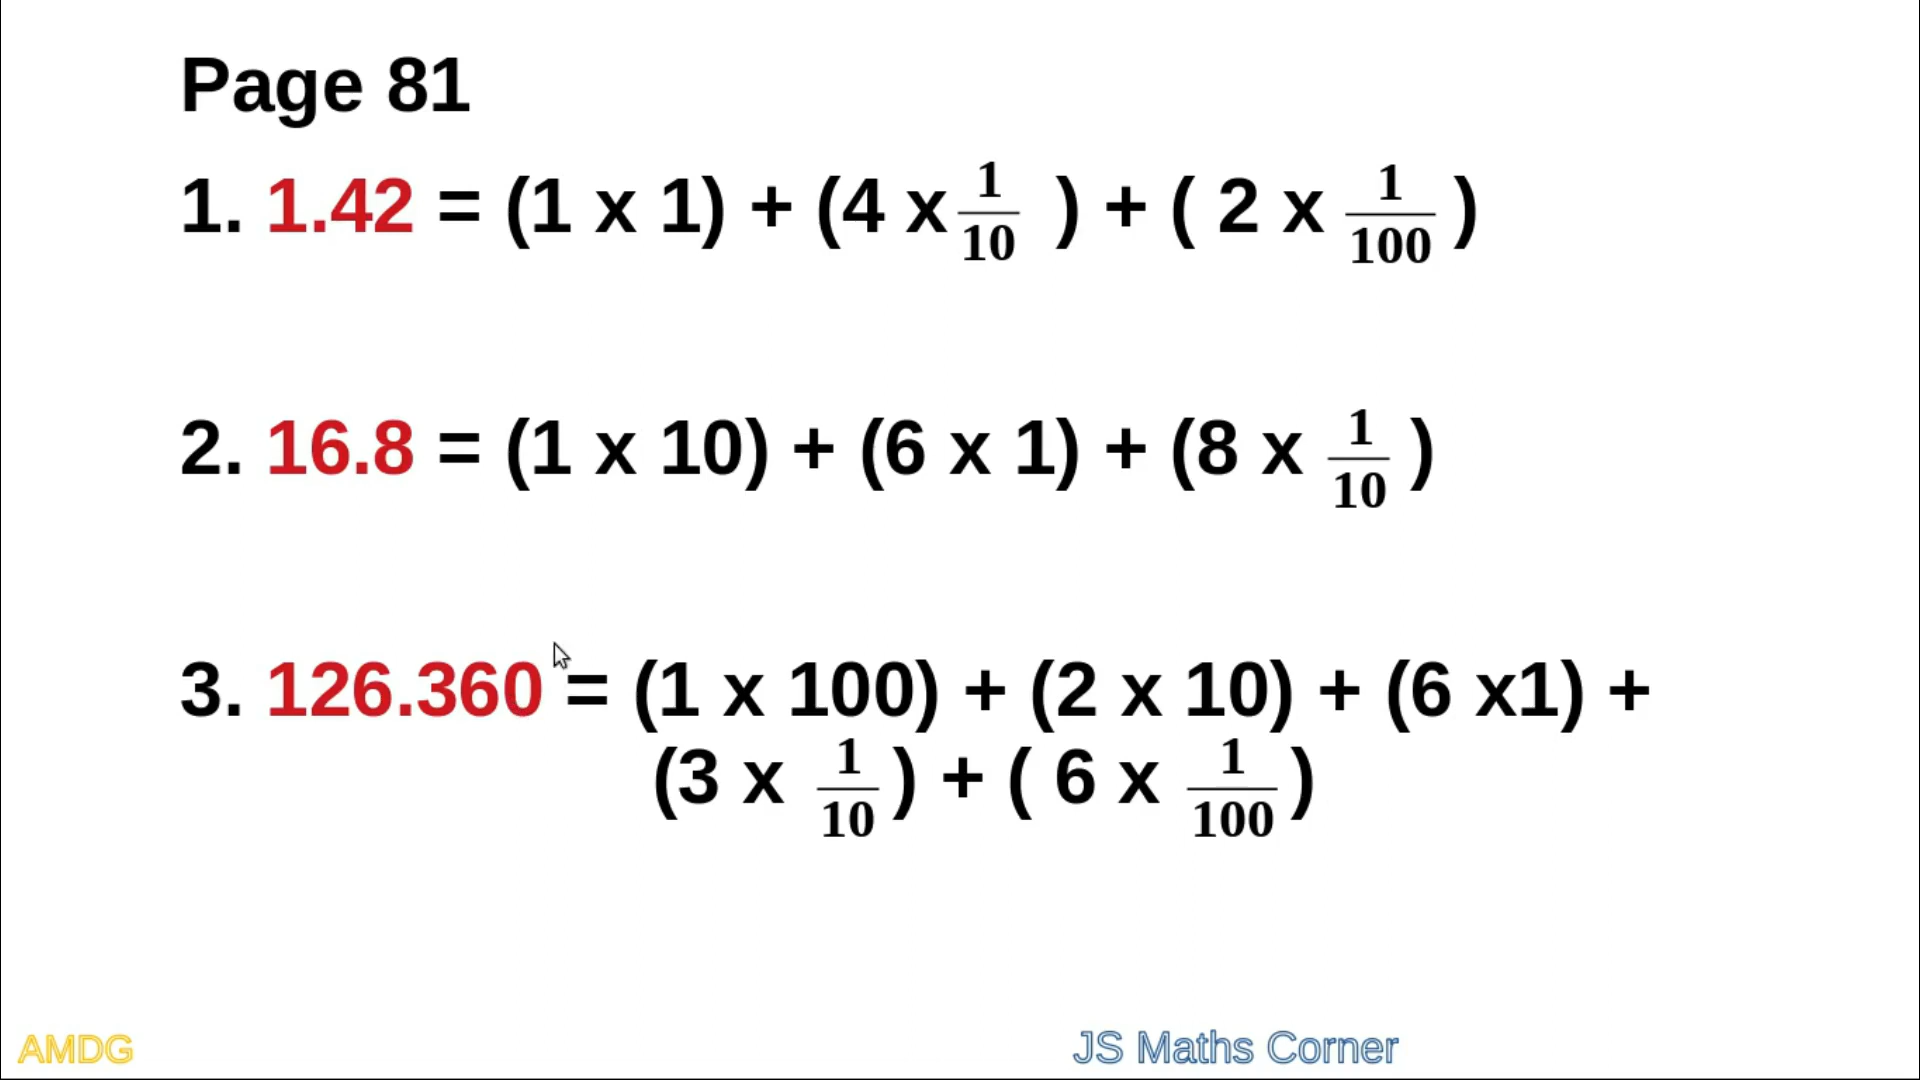 Page 81
1. 1.42 = (1 x 1) + (4 x 1/10 ) + ( 2 x 1/100 )
2. 16.8 = (1 x 10) + (6 x 1) + (8 x 1/10 )
3. 126.360 = (1 x 100) + (2 x 10) + (6 x1) +
(3 x 1/10 ) + ( 6 x 1/100 )
AMDG
JS Maths Corner